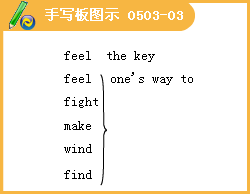 手写板图示 0503-03
feel the key
feel one's way to
fight
make
wind
find